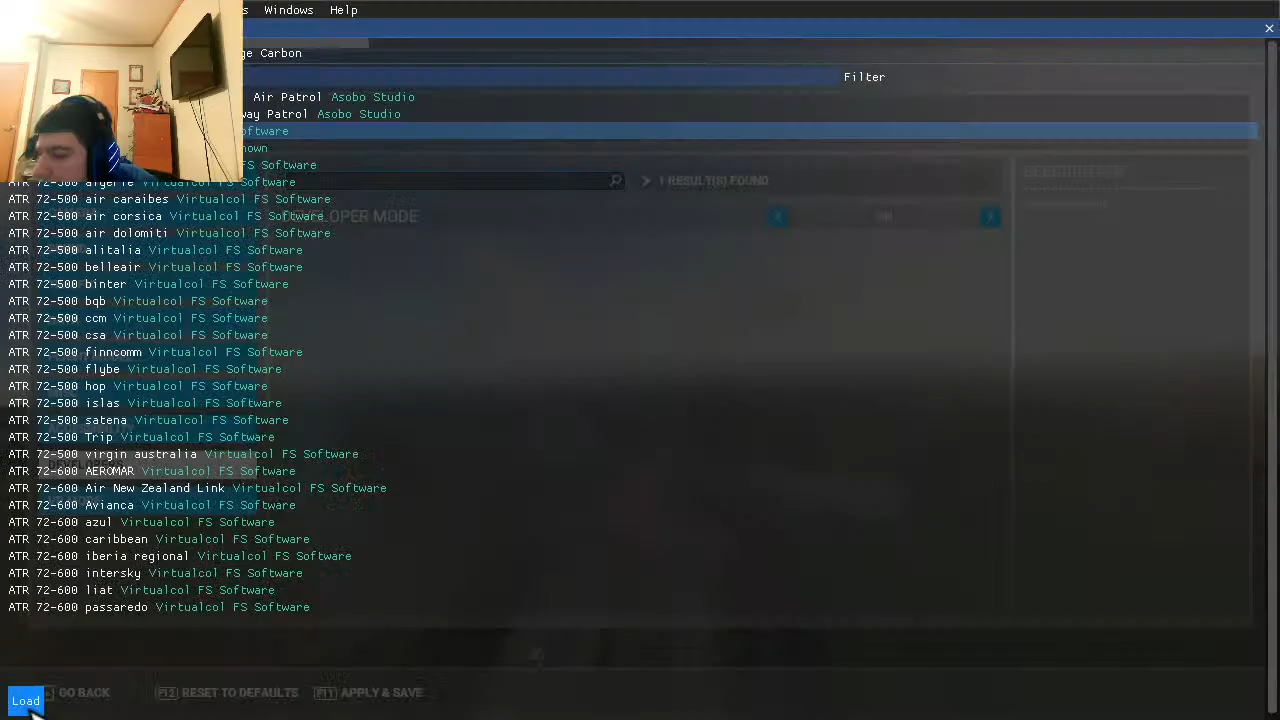 Windows Help
ge Carbon
Filter
Air Patrol Asobo Studio
way Patrol Asobo Studio
oftware
nown
FS Software
ATR 72-500 algerie Virtualcol FS Software
1 RESULT(S) FOUND
ATR 72-500 air caraibes Virtualcol FS Software
ATR 72-500 air corsica Virtualcol FS Software
OPER MODE
ATR 72-500 air dolomiti Virtualcol FS Software
ATR 72-500 alitalia Virtualcol FS Software
ATR 72-500 belleair Virtualcol FS Software
ATR 72-500 binter Virtualcol FS Software
ATR 72-500 bqb Virtualcol FS Software
ATR 72-500 ccm Virtualcol FS Software
ATR 72-500 csa Virtualcol FS Software
ATR 72-500 finncomm Virtualcol FS Software
ATR 72-500 flybe Virtualcol FS Software
ATR 72-500 hop Virtualcol FS Software
ATR 72-500 islas Virtualcol FS Software
ATR 72-500 satena Virtualcol FS Software
ATR 72-500 Trip Virtualcol FS Software
ATR 72-500 virgin australia Virtualcol FS Software
ATR 72-600 AEROMAR Virtualcol FS Software
ATR 72-600 Air New Zealand Link Virtualcol FS Software
ATR 72-600 Avianca Virtualcol FS Software
ATR 72-600 azul Virtualcol FS Software
ATR 72-600 caribbean Virtualcol FS Software
ATR 72-600 iberia regional Virtualcol FS Software
ATR 72-600 intersky Virtualcol FS Software
ATR 72-600 liat Virtualcol FS Software
ATR 72-600 passaredo Virtualcol FS Software
Load GO BACK F12 RESET TO DEFAULTS F11 APPLY & SAVE